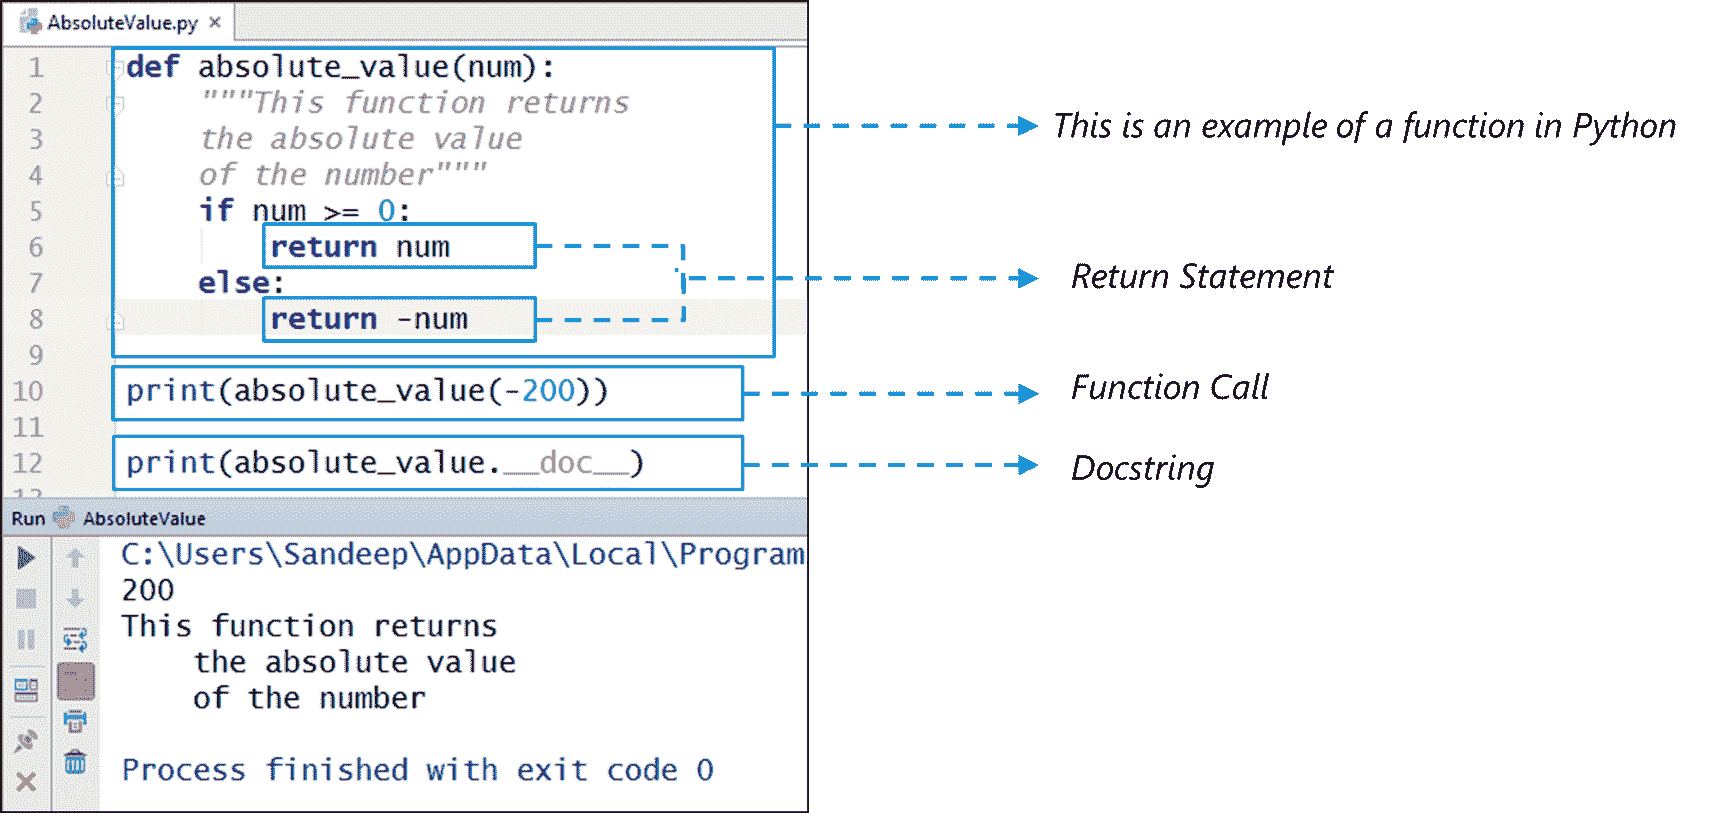 AbsoluteValue.py ×
1 def absolute_value(num):
2 """This function returns
3 the absolute value
4 of the number"""
5 if num >= 0:
6 return num
7 else:
8 return -num
9
10 print(absolute_value(-200))
11
12 print(absolute_value.__doc__)
This is an example of a function in Python
Return Statement
Function Call
Docstring
Run AbsoluteValue
C:\Users\Sandeep\AppData\Local\Program
200
This function returns
the absolute value
of the number
Process finished with exit code 0